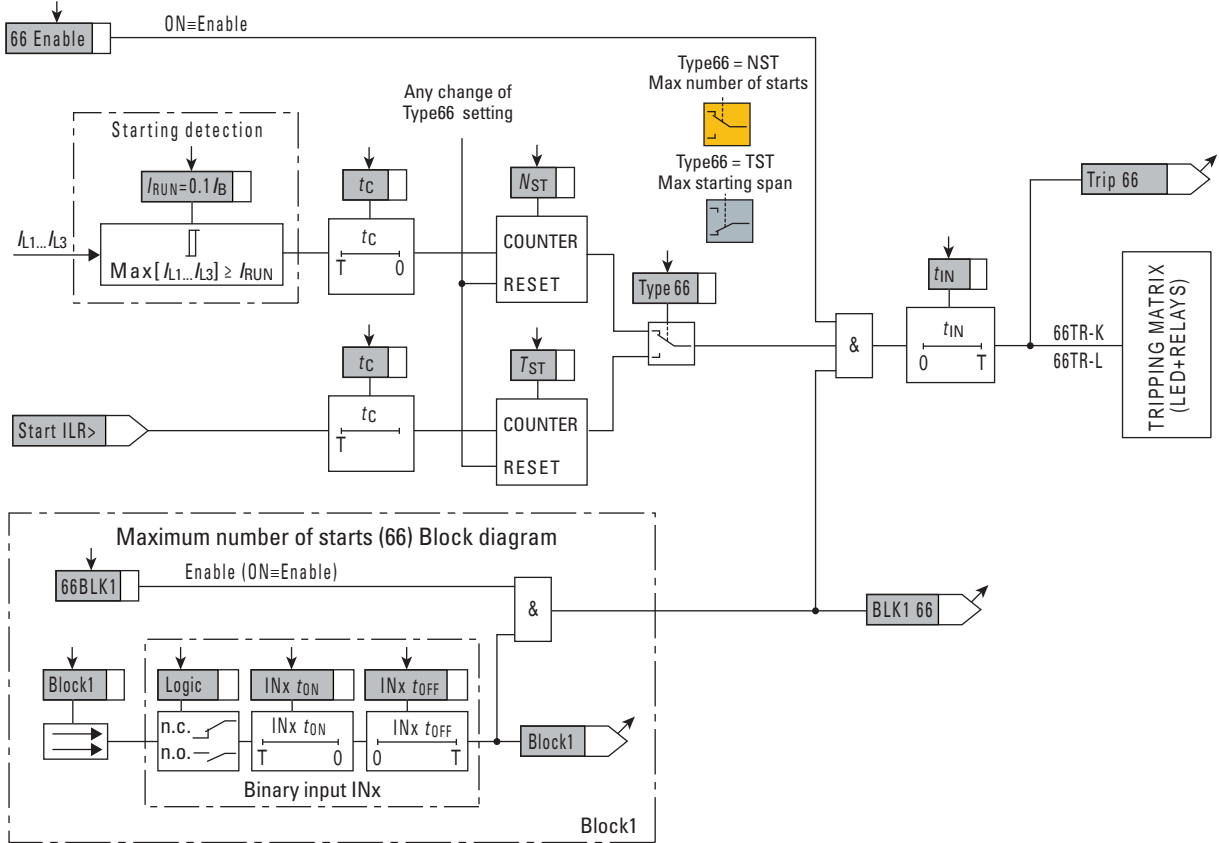 66 Enable
ON≡Enable
Starting detection
IRUN=0.1 IB
IL1...IL3
Max[IL1...IL3] ≥ IRUN
tC
tC
T 0
Any change of
Type66 setting
NST
COUNTER
RESET
Type66 = NST
Max number of starts
Type66 = TST
Max starting span
Type 66
&
tIN
tIN
0 T
Trip 66
66TR-K
66TR-L
TRIPPING MATRIX
(LED+RELAYS)
Start ILR>
tC
tC
T
TST
COUNTER
RESET
Maximum number of starts (66) Block diagram
66BLK1
Enable (ON≡Enable)
&
BLK1 66
Block1
Logic
n.c.
n.o.
INx tON
INx tON
T 0
INx tOFF
INx tOFF
0 T
Block1
Binary input INx
Block1